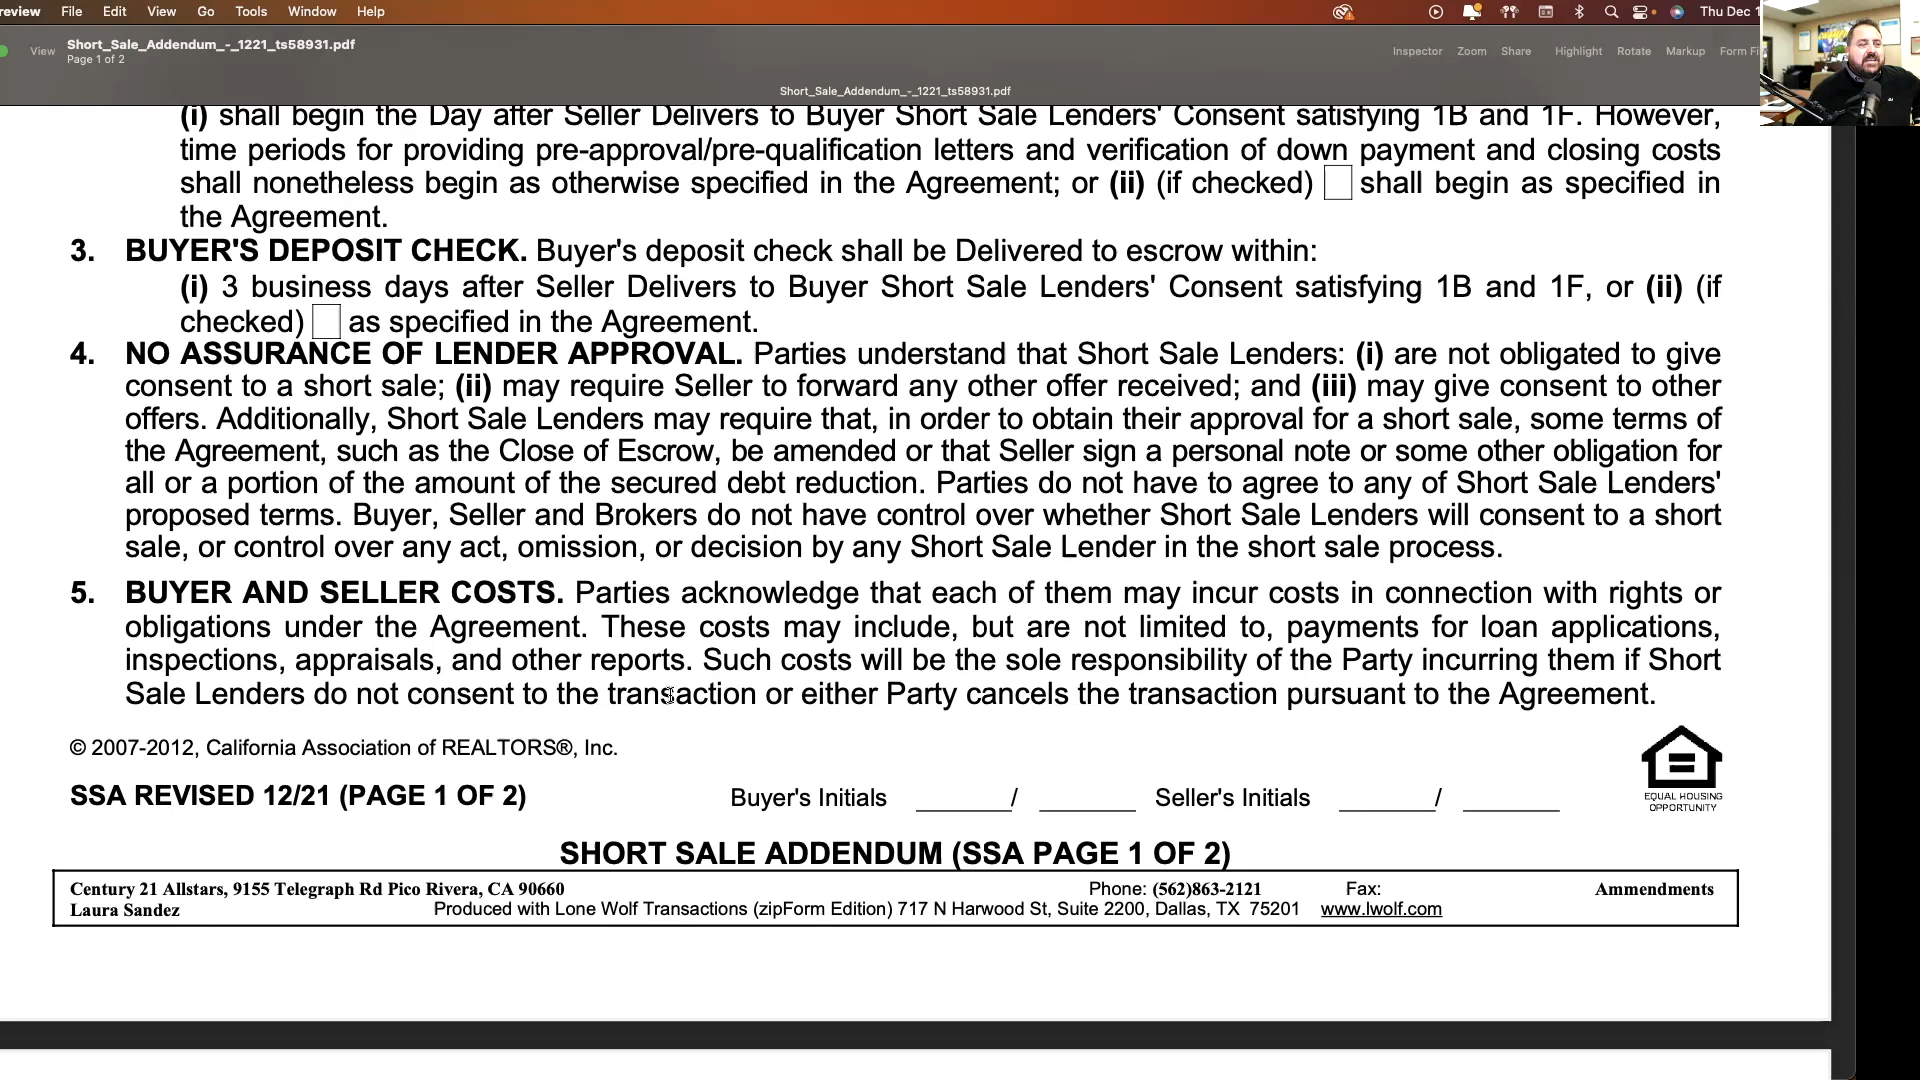 review File Edit View Go Tools Window Help Thu Dec 1
View Short_Sale_Addendum_-_1221_ts58931.pdf
Page 1 of 2
Inspector Zoom Share Highlight Rotate Markup Form Fi
Short_Sale_Addendum_-_1221_ts58931.pdf
(i) shall begin the Day after Seller Delivers to Buyer Short Sale Lenders' Consent satisfying 1B and 1F. However,
time periods for providing pre-approval/pre-qualification letters and verification of down payment and closing costs
shall nonetheless begin as otherwise specified in the Agreement; or (ii) (if checked) shall begin as specified in
the Agreement.
3. BUYER'S DEPOSIT CHECK. Buyer's deposit check shall be Delivered to escrow within:
(i) 3 business days after Seller Delivers to Buyer Short Sale Lenders' Consent satisfying 1B and 1F, or (ii) (if
checked) as specified in the Agreement.
4. NO ASSURANCE OF LENDER APPROVAL. Parties understand that Short Sale Lenders: (i) are not obligated to give
consent to a short sale; (ii) may require Seller to forward any other offer received; and (iii) may give consent to other
offers. Additionally, Short Sale Lenders may require that, in order to obtain their approval for a short sale, some terms of
the Agreement, such as the Close of Escrow, be amended or that Seller sign a personal note or some other obligation for
all or a portion of the amount of the secured debt reduction. Parties do not have to agree to any of Short Sale Lenders'
proposed terms. Buyer, Seller and Brokers do not have control over whether Short Sale Lenders will consent to a short
sale, or control over any act, omission, or decision by any Short Sale Lender in the short sale process.
5. BUYER AND SELLER COSTS. Parties acknowledge that each of them may incur costs in connection with rights or
obligations under the Agreement. These costs may include, but are not limited to, payments for loan applications,
inspections, appraisals, and other reports. Such costs will be the sole responsibility of the Party incurring them if Short
Sale Lenders do not consent to the transaction or either Party cancels the transaction pursuant to the Agreement.
© 2007-2012, California Association of REALTORS®, Inc.
SSA REVISED 12/21 (PAGE 1 OF 2) Buyer's Initials ______/ ______ Seller's Initials ______/ ______
EQUAL HOUSING
OPPORTUNITY
SHORT SALE ADDENDUM (SSA PAGE 1 OF 2)
Century 21 Allstars, 9155 Telegraph Rd Pico Rivera, CA 90660 Phone: (562)863-2121 Fax: Ammendments
Laura Sandez Produced with Lone Wolf Transactions (zipForm Edition) 717 N Harwood St, Suite 2200, Dallas, TX 75201 www.lwolf.com